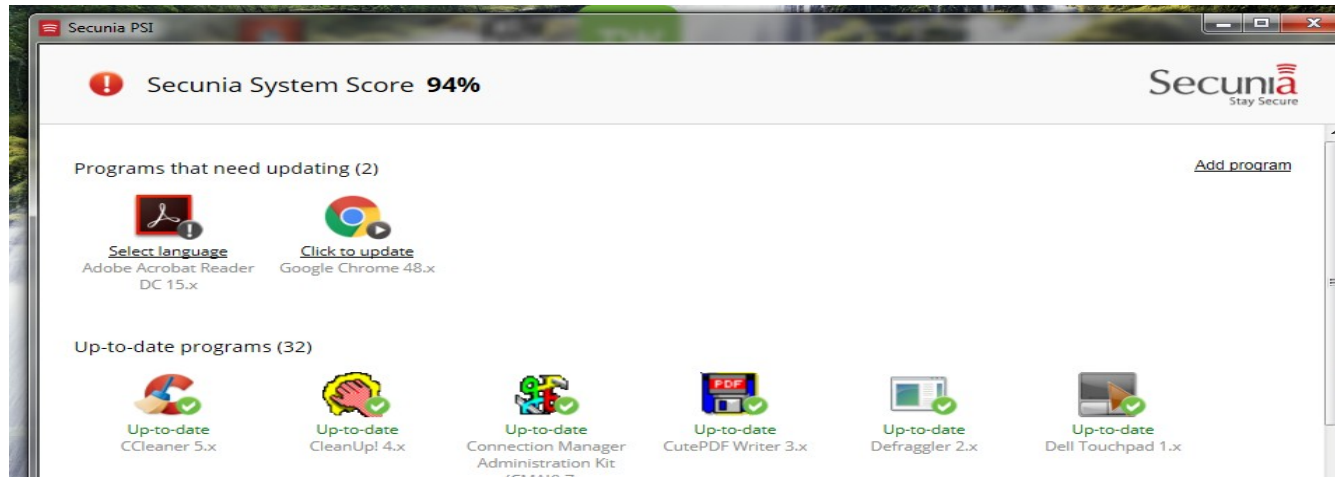 Secunia PSI
Secunia System Score 94%
Secunia
Stay Secure
Programs that need updating (2)
Add program
Select language
Adobe Acrobat Reader
DC 15.x
Click to update
Google Chrome 48.x
Up-to-date programs (32)
PDF
Up-to-date
CCleaner 5.x
Up-to-date
CleanUp! 4.x
Up-to-date
Connection Manager
Administration Kit
Up-to-date
CutePDF Writer 3.x
Up-to-date
Defraggler 2.x
Up-to-date
Dell Touchpad 1.x